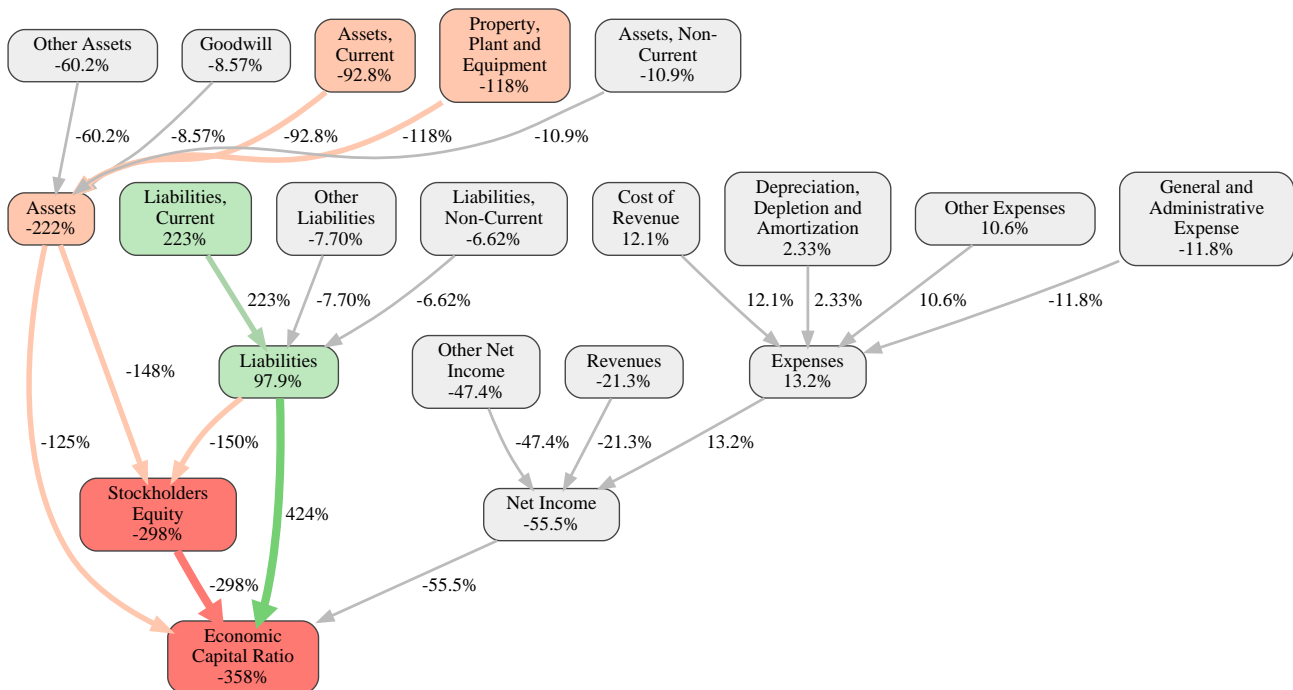 Other Assets
-60.2%
Goodwill
-8.57%
Assets,
Current
-92.8%
Property,
Plant and
Equipment
-118%
Assets, Non-
Current
-10.9%
-60.2%
-8.57%
-92.8%
-118%
-10.9%
Assets
-222%
Liabilities,
Current
223%
Other
Liabilities
-7.70%
Liabilities,
Non-Current
-6.62%
Cost of
Revenue
12.1%
Depreciation,
Depletion and
Amortization
2.33%
Other Expenses
10.6%
General and
Administrative
Expense
-11.8%
223%
-7.70%
-6.62%
12.1%
2.33%
10.6%
-11.8%
Liabilities
97.9%
Other Net
Income
-47.4%
Revenues
-21.3%
Expenses
13.2%
-148%
-125%
-150%
-47.4%
-21.3%
13.2%
Stockholders
Equity
-298%
424%
Net Income
-55.5%
-298%
-55.5%
Economic
Capital Ratio
-358%